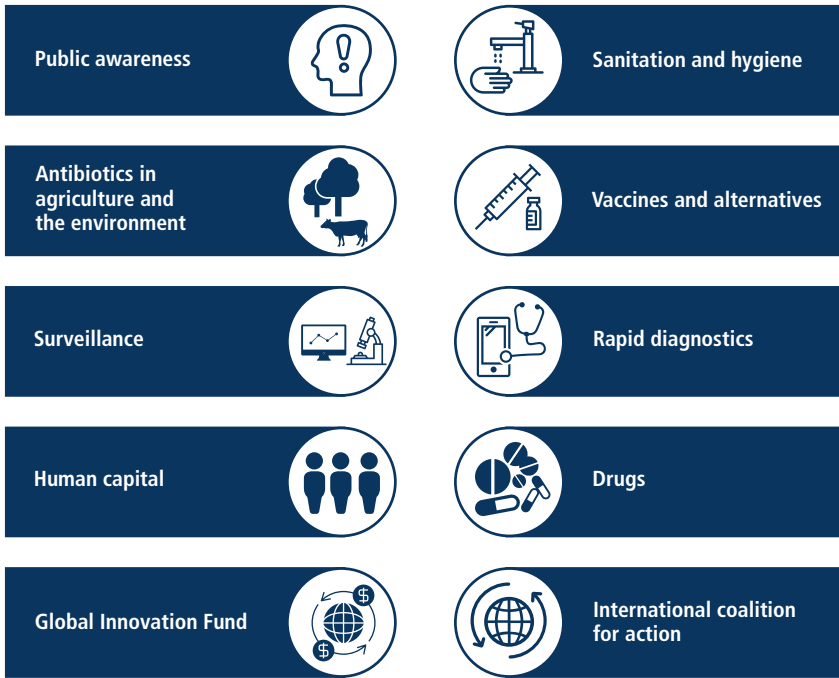 Public awareness
Sanitation and hygiene
Antibiotics in
agriculture and
the environment
Vaccines and alternatives
Surveillance
Rapid diagnostics
Human capital
Drugs
Global Innovation Fund
$
$
International coalition
for action